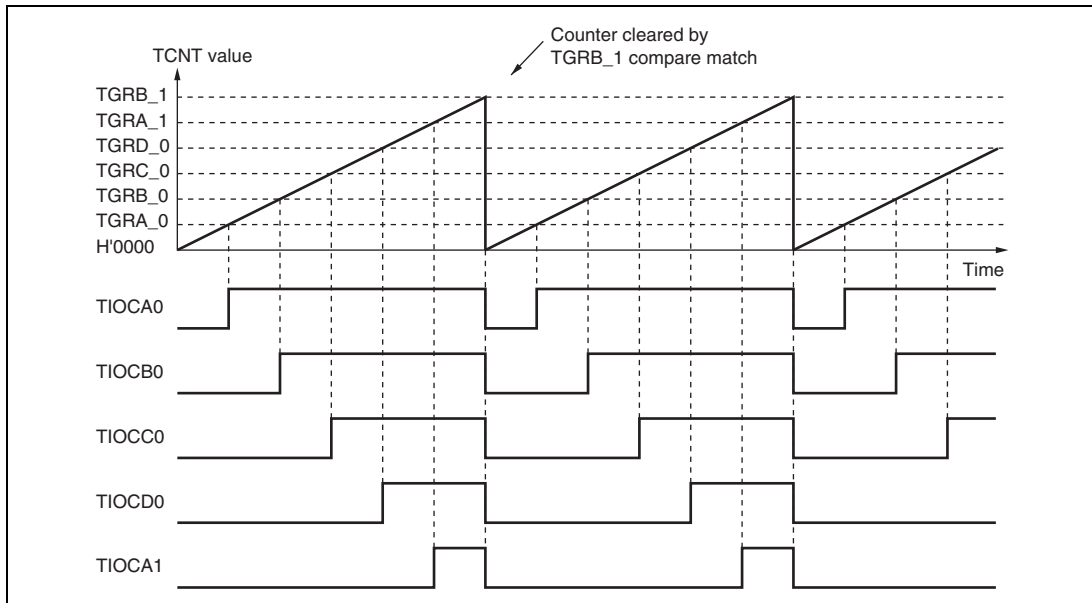 Counter cleared by
TGRB_1 compare match
TCNT value
TGRB_1
TGRA_1
TGRD_0
TGRC_0
TGRB_0
TGRA_0
H'0000
Time
TIOCA0
TIOCB0
TIOCC0
TIOCD0
TIOCA1